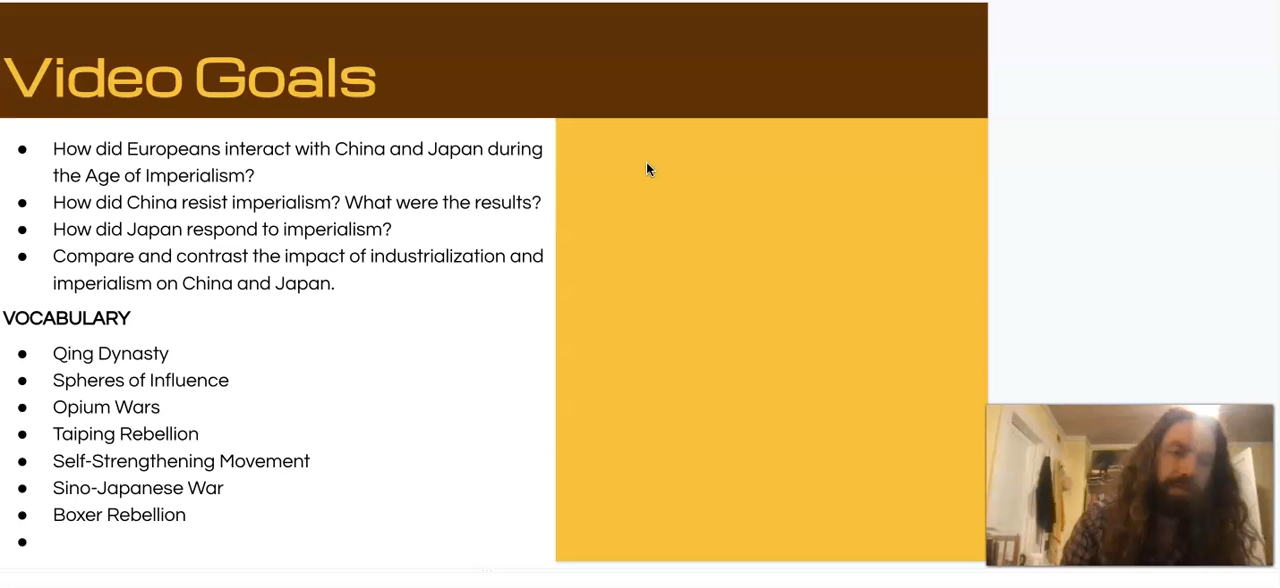 Video Goals
How did Europeans interact with China and Japan during
the Age of Imperialism?
How did China resist imperialism? What were the results?
How did Japan respond to imperialism?
Compare and contrast the impact of industrialization and
imperialism on China and Japan.
VOCABULARY
Qing Dynasty
Spheres of Influence
Opium Wars
Taiping Rebellion
Self-Strengthening Movement
Sino-Japanese War
Boxer Rebellion